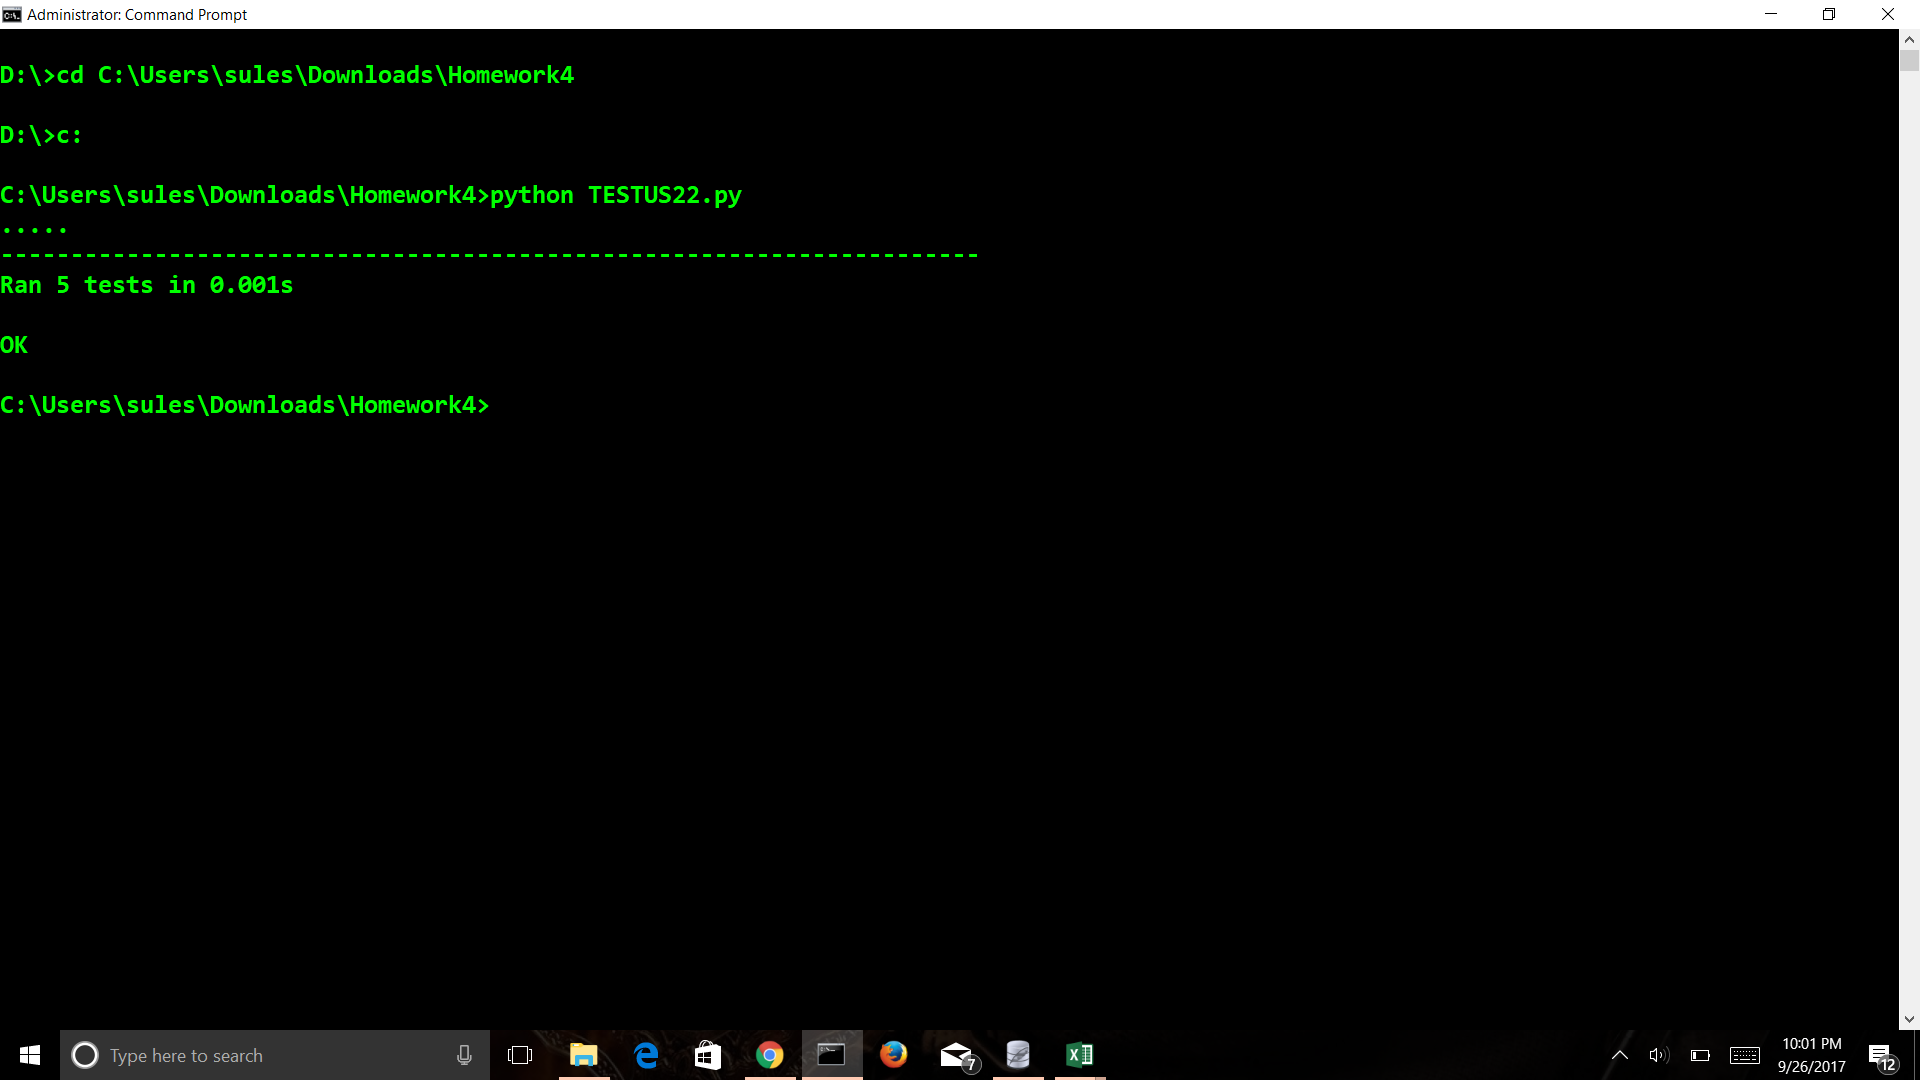 Administrator: Command Prompt
D:\>cd C:\Users\sules\Downloads\Homework4
D:\>c:
C:\Users\sules\Downloads\Homework4>python TESTUS22.py
.....
----------------------------------------------------------------------
Ran 5 tests in 0.001s
OK
C:\Users\sules\Downloads\Homework4>
Type here to search
7
10:01 PM
9/26/2017
12